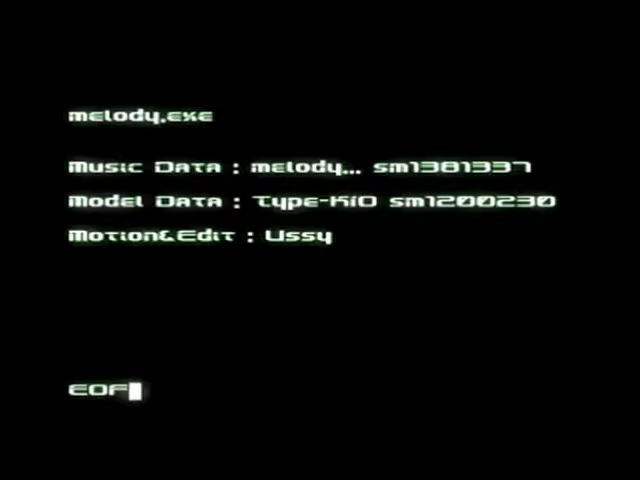 melody.exe
Music Data : melody... sm1381337
Model Data : Type-KiO sm1200230
Motion&Edit : Ussy
EOF